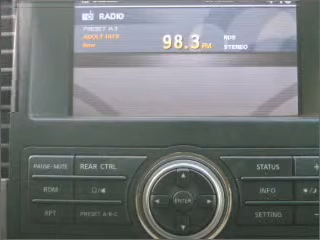 RADIO
PRESET A 1
ADULT HITS
98.3 FM
RDS
STEREO
PAUSE/MUTE REAR CTRL STATUS +
RDM INFO
ENTER
RPT PRESET A·B·C SETTING -